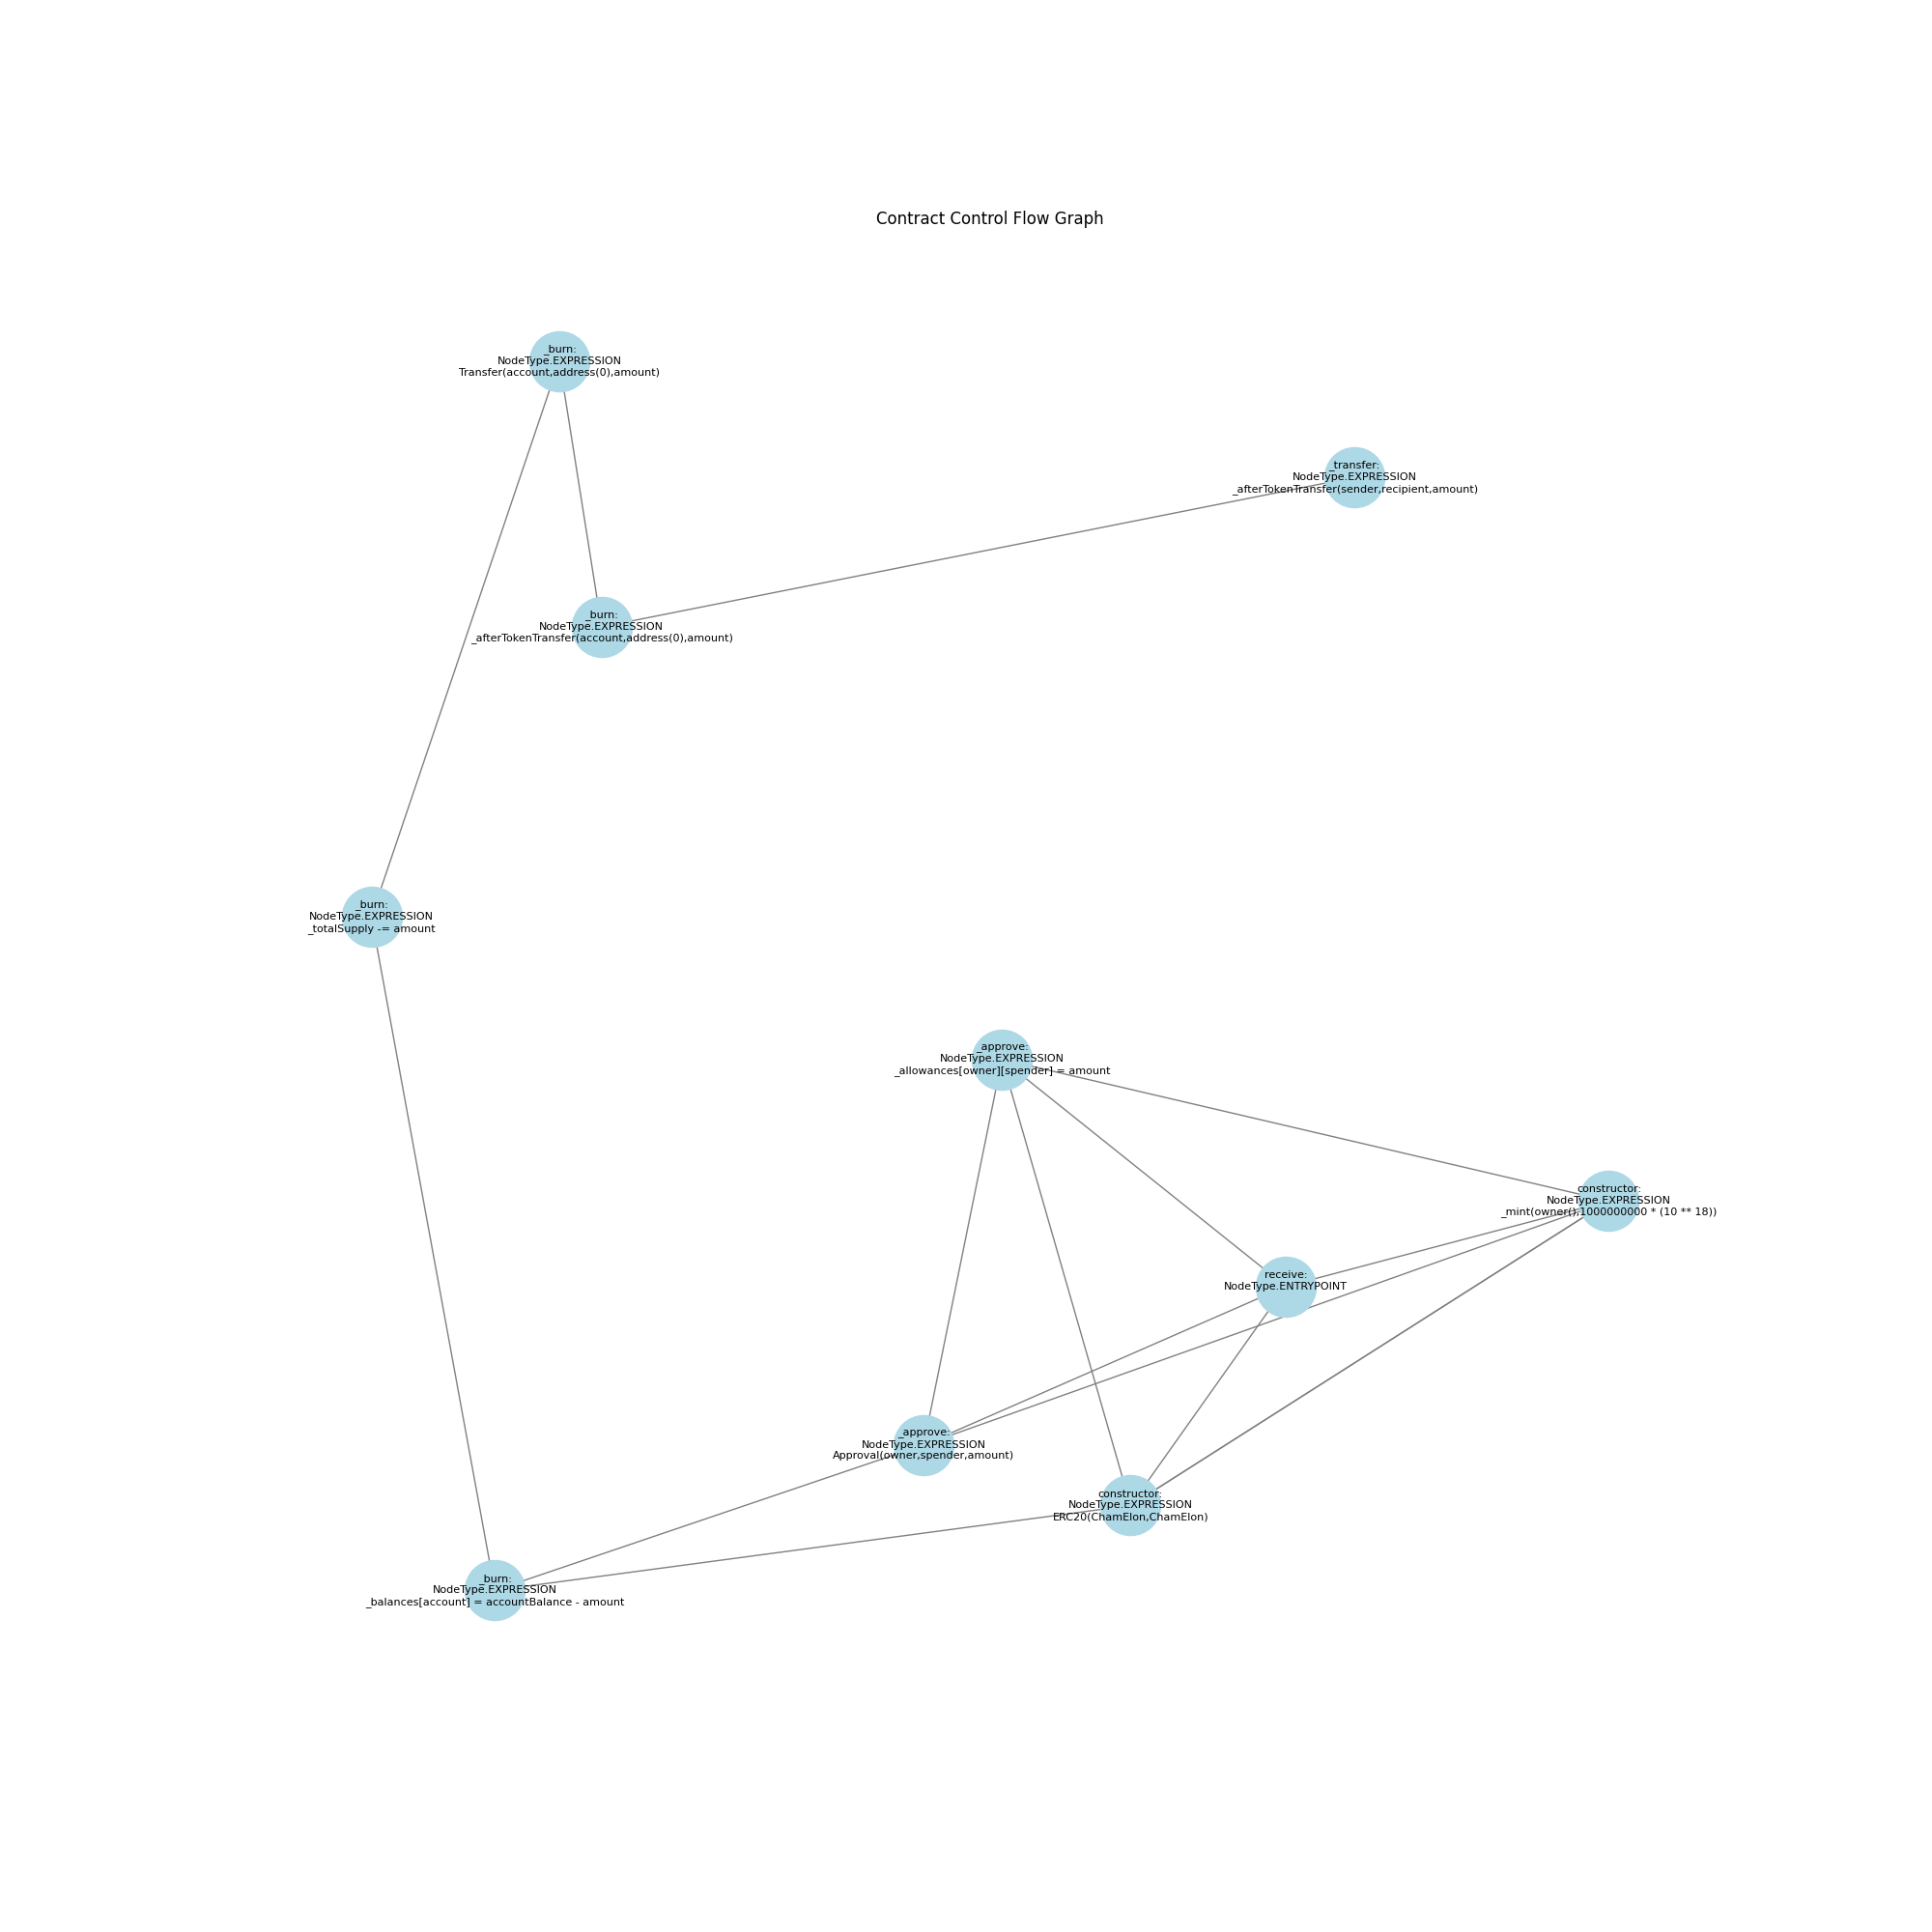 Contract Control Flow Graph
_burn:
NodeType.EXPRESSION
Transfer(account,address(0),amount)
_transfer:
NodeType.EXPRESSION
_afterTokenTransfer(sender,recipient,amount)
_burn:
NodeType.EXPRESSION
_afterTokenTransfer(account,address(0),amount)
_burn:
NodeType.EXPRESSION
_totalSupply -= amount
_approve:
NodeType.EXPRESSION
_allowances[owner][spender] = amount
constructor:
NodeType.EXPRESSION
_mint(owner(),1000000000 * (10 ** 18))
receive:
NodeType.ENTRYPOINT
_approve:
NodeType.EXPRESSION
Approval(owner,spender,amount)
constructor:
NodeType.EXPRESSION
ERC20(ChamElon,ChamElon)
_burn:
NodeType.EXPRESSION
_balances[account] = accountBalance - amount